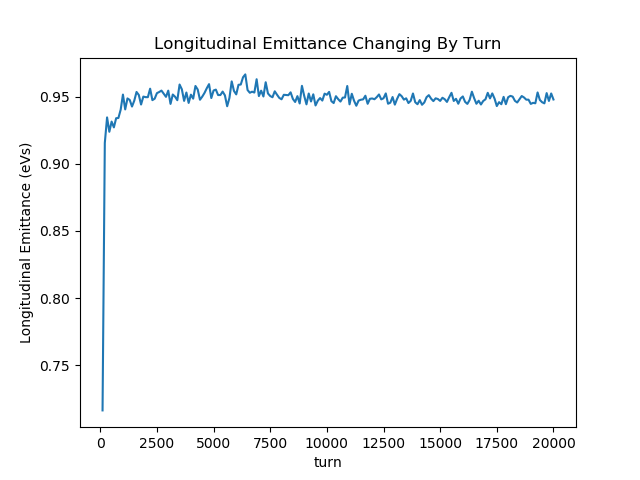 Longitudinal Emittance Changing By Turn
Longitudinal Emittance (eVs)
0.95
0.90
0.85
0.80
0.75
0 2500 5000 7500 10000 12500 15000 17500 20000
turn